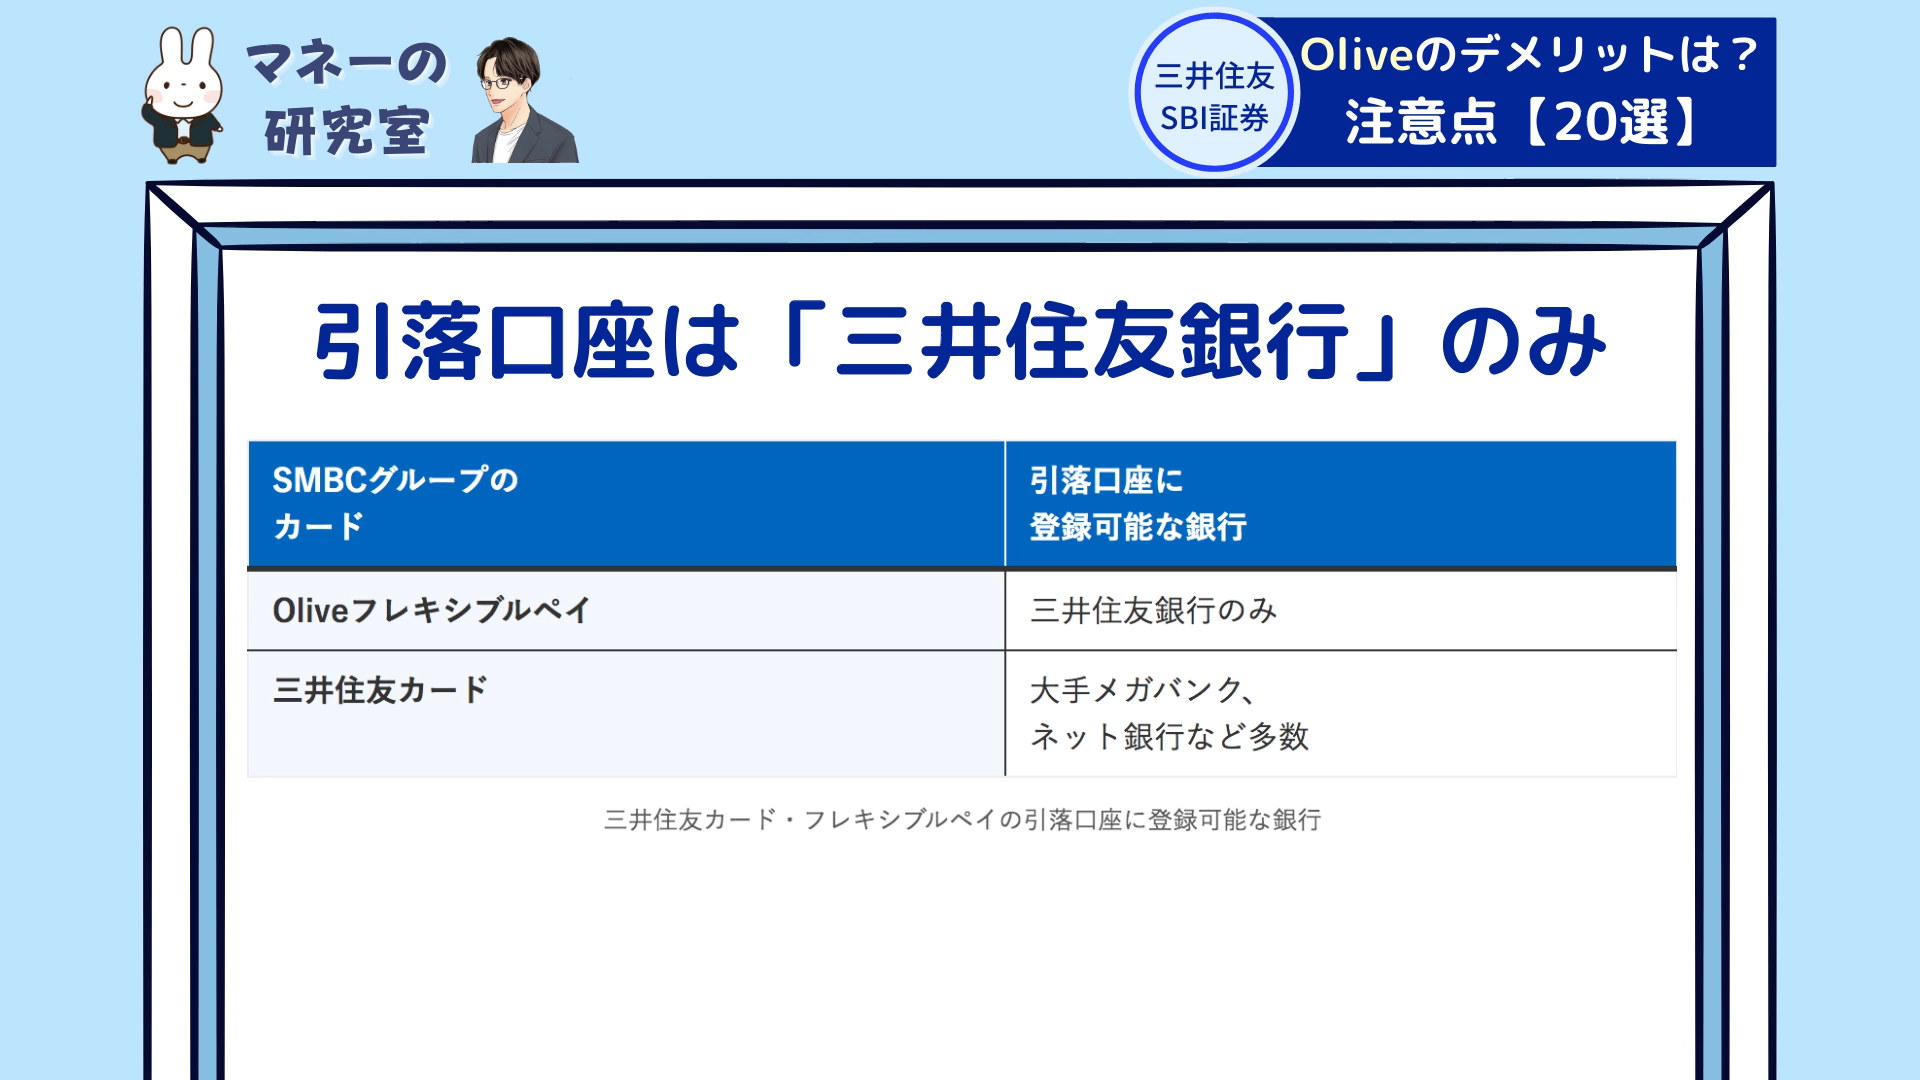 マネーの
研究室
三井住友
SBI証券
Oliveのデメリットは？
注意点【20選】
引落口座は「三井住友銀行」のみ
SMBCグループの
カード
引落口座に
登録可能な銀行
Oliveフレキシブルペイ
三井住友銀行のみ
三井住友カード
大手メガバンク、
ネット銀行など多数
三井住友カード・フレキシブルペイの引落口座に登録可能な銀行